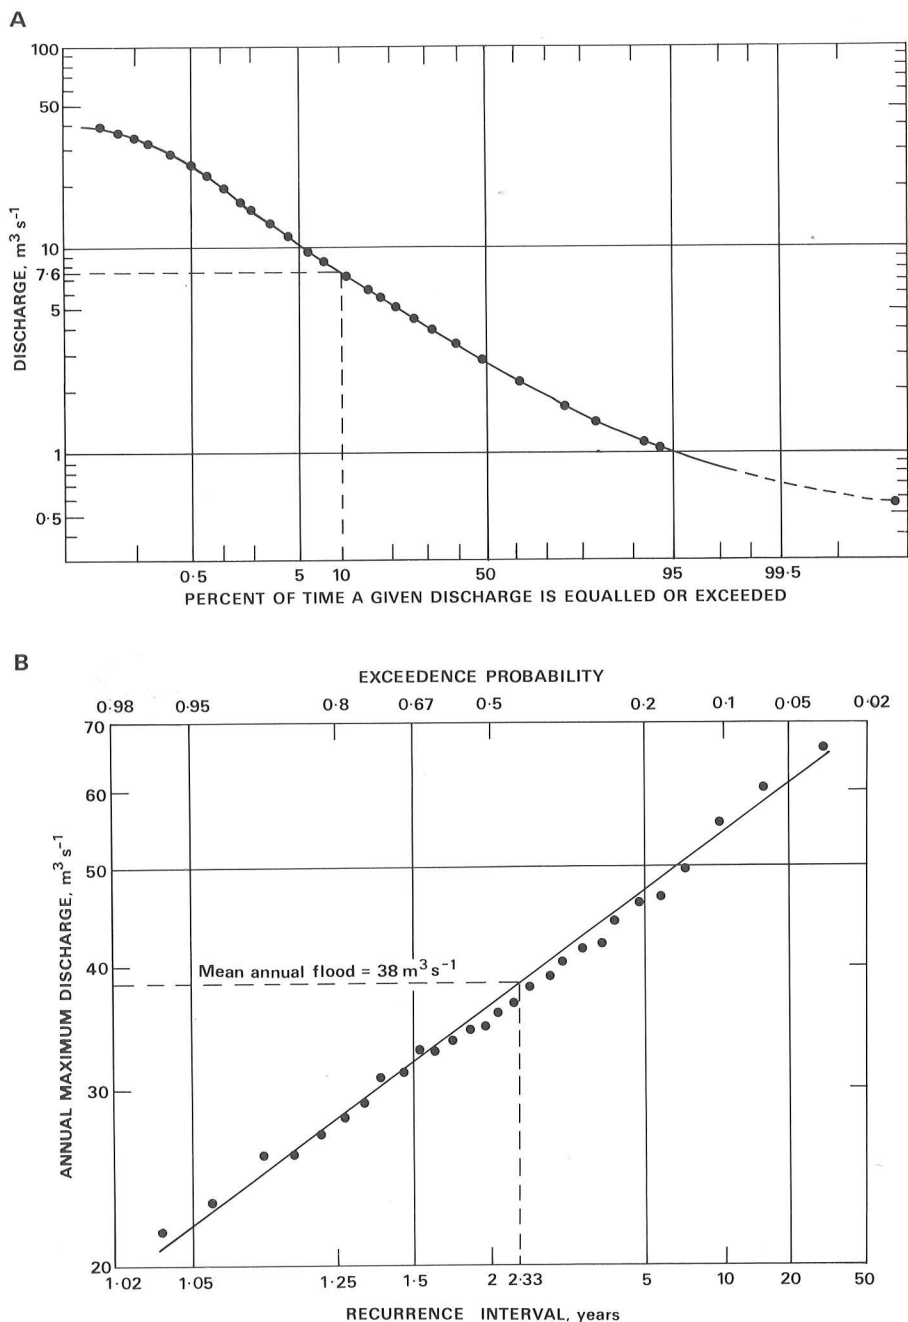 A
100
50
10
7·6
5
1
0·5
DISCHARGE, m³ s⁻¹
0·5 5 10 50 95 99·5
PERCENT OF TIME A GIVEN DISCHARGE IS EQUALLED OR EXCEEDED
B
EXCEEDENCE PROBABILITY
0·98 0·95 0·8 0·67 0·5 0·2 0·1 0·05 0·02
70
60
50
40
30
20
ANNUAL MAXIMUM DISCHARGE, m³ s⁻¹
Mean annual flood = 38 m³ s⁻¹
1·02 1·05 1·25 1·5 2 2·33 5 10 20 50
RECURRENCE INTERVAL, years